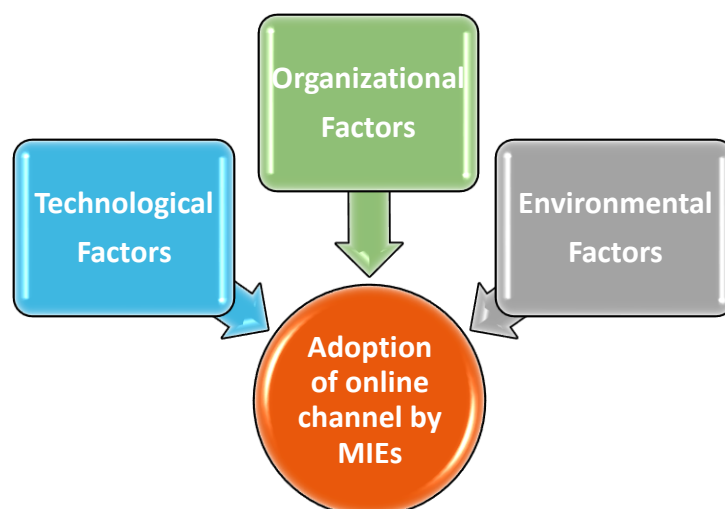 Organizational
Factors
Technological
Factors
Environmental
Factors
Adoption
of online
channel by
MIEs